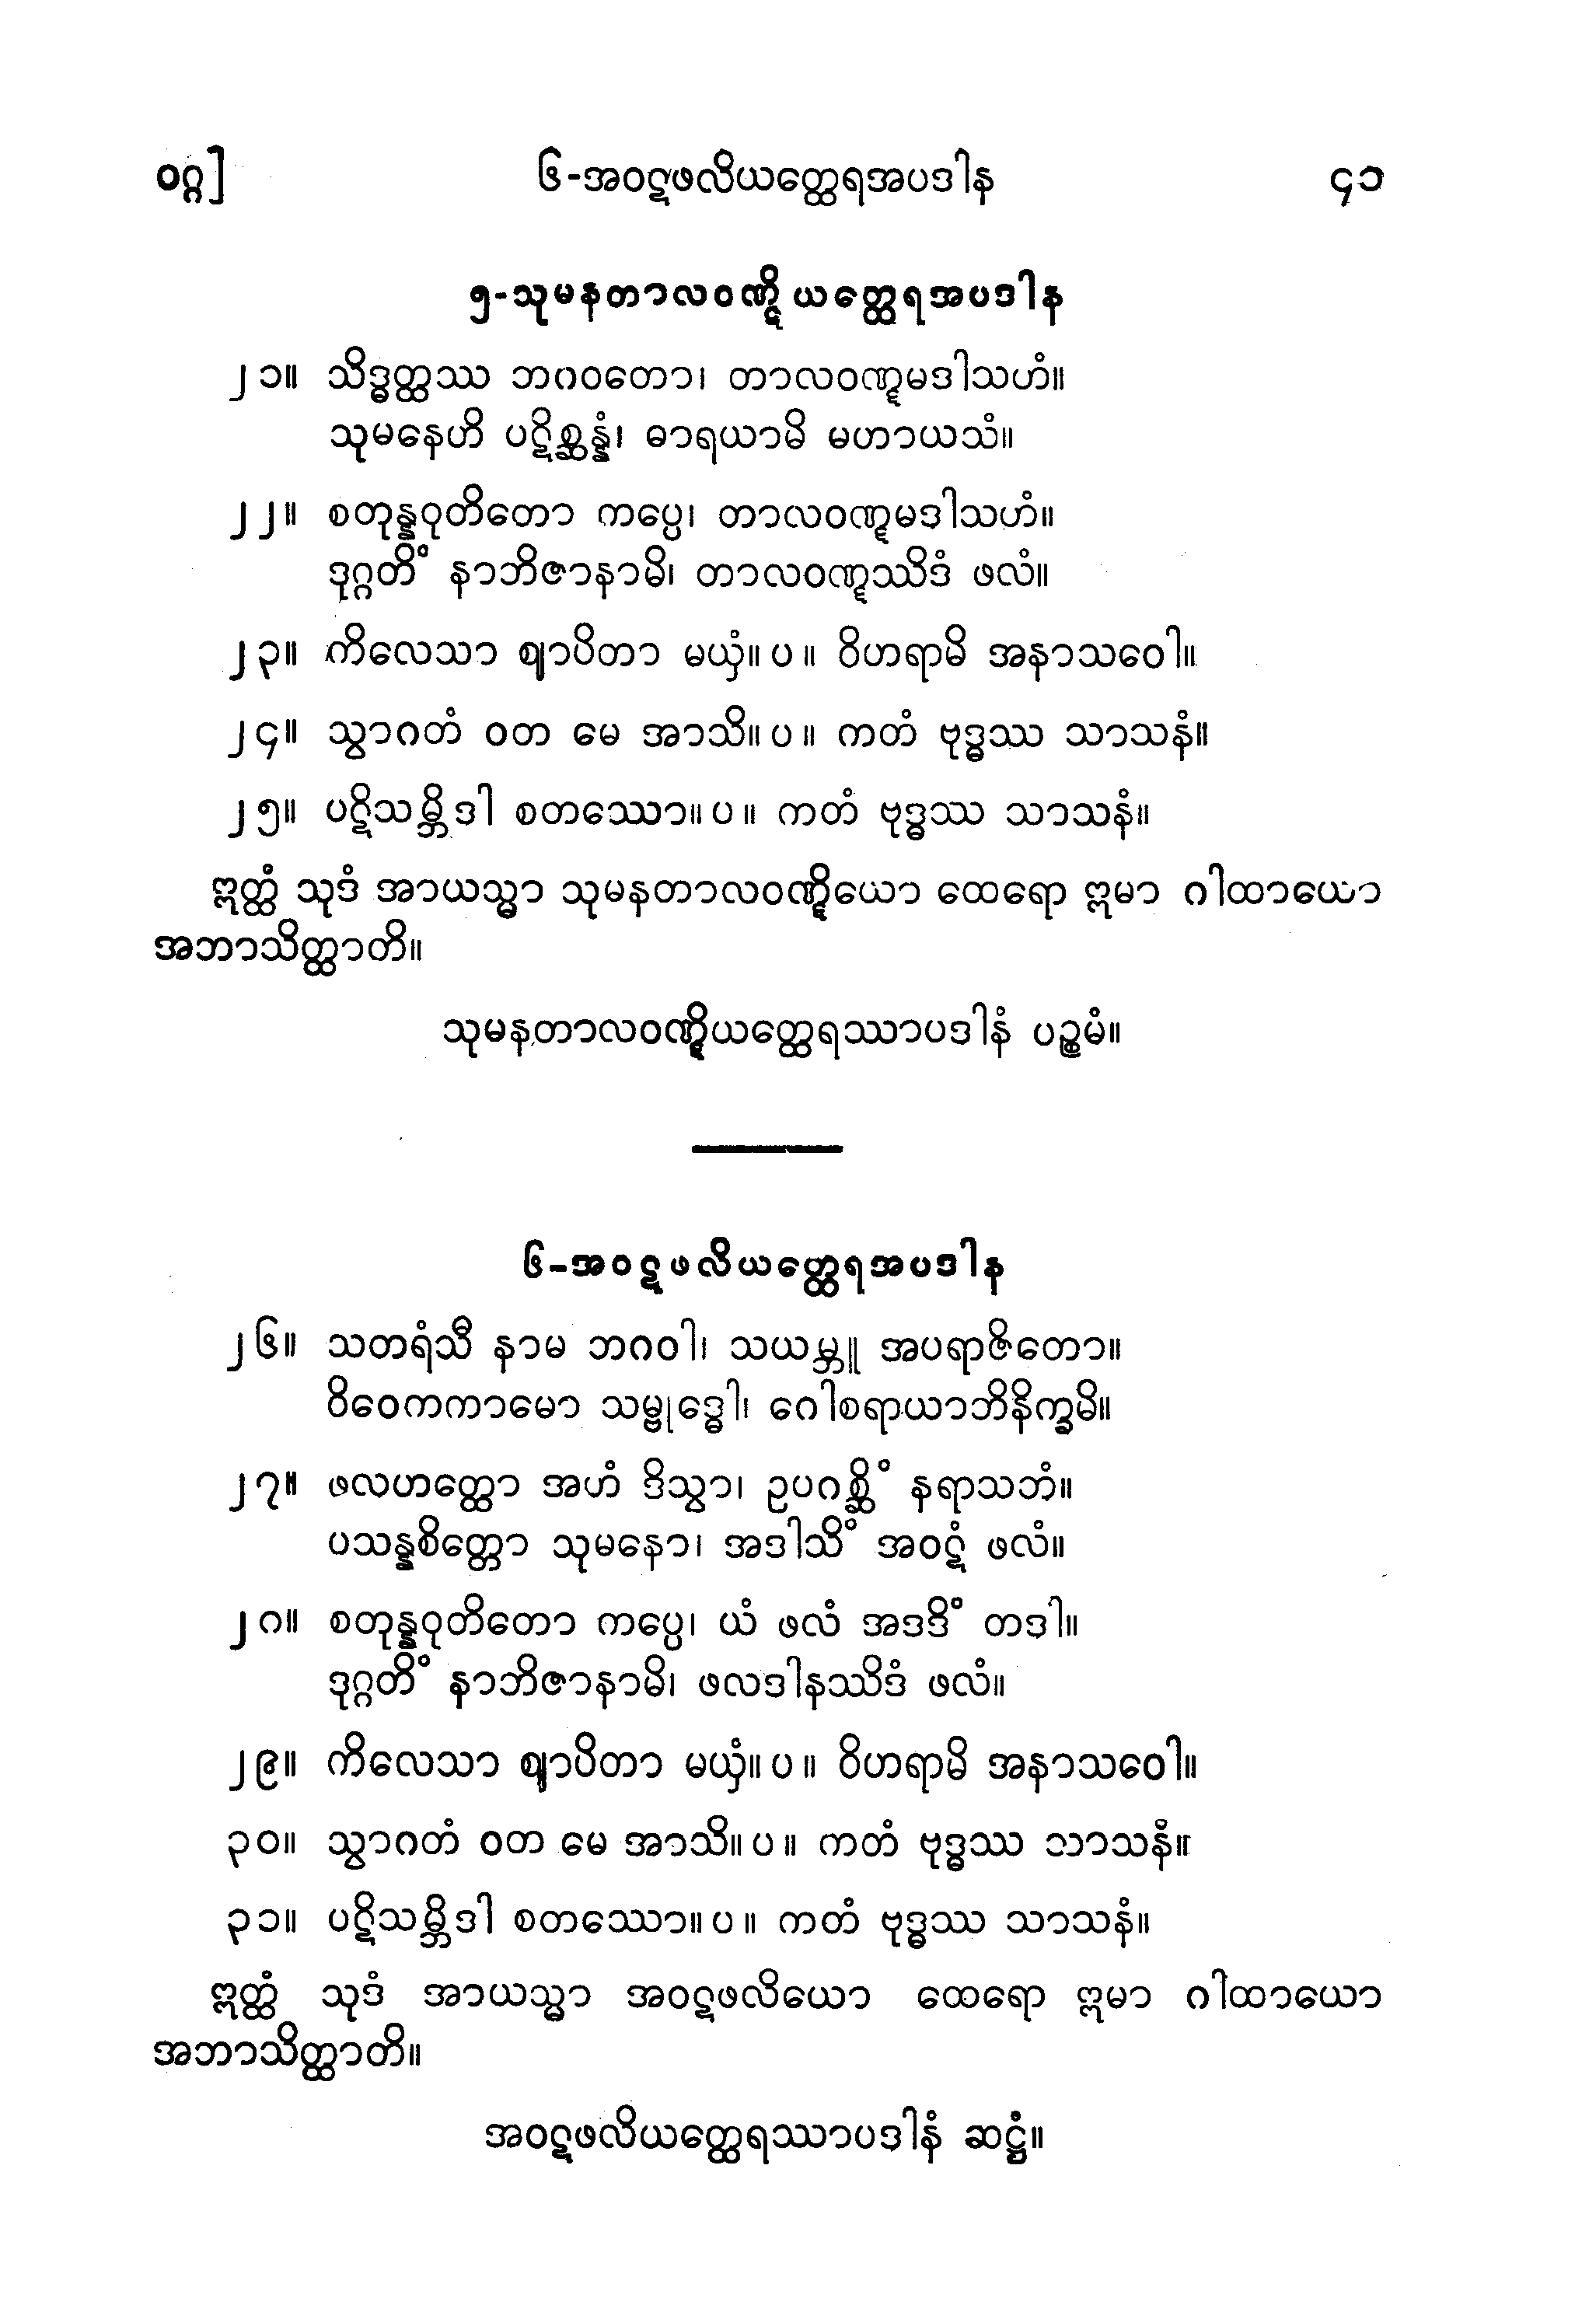 ဝဂ္ဂ]	၆-အဝဋဖလိယတ္ထေရအပဒါန	၄၁
၅-သုမနတာလဝဏ္ဋိယတ္ထေရအပဒါန
၂၁။ သိဒ္ဓတ္ထဿ ဘဂဝတော၊ တာလဝဏ္ဋမဒါသဟံ။
သုမနေဟိ ပဋိစ္ဆန္နံ၊ ဓာရယာမိ မဟာယသံ။
၂၂။ စတုန္နဝုတိတော ကပ္ပေ၊ တာလဝဏ္ဋမဒါသဟံ။
ဒုဂ္ဂတိံ နာဘိဇာနာမိ၊ တာလဝဏ္ဋဿိဒံ ဖလံ။
၂၃။ ကိလေသာ ဈာပိတာ မယှံ။ ပ ။ ဝိဟရာမိ အနာသဝေါ။
၂၄။ သွာဂတံ ဝတ မေ အာသိ။ ပ ။ ကတံ ဗုဒ္ဓဿ သာသနံ။
၂၅။ ပဋိသမ္ဘိဒါ စတဿော။ ပ ။ ကတံ ဗုဒ္ဓဿ သာသနံ။
ဣတ္ထံ သုဒံ အာယသ္မာ သုမနတာလဝဏ္ဋိယော ထေရော ဣမာ ဂါထာယော
အဘာသိတ္ထာတိ။
သုမနတာလဝဏ္ဋိယတ္ထေရဿာပဒါနံ ပဉ္စမံ။
၆-အဝဋဖလိယတ္ထေရအပဒါန
၂၆။ သတရံသီ နာမ ဘဂဝါ၊ သယမ္ဘူ အပရာဇိတော။
ဝိဝေကကာမော သမ္ဗုဒ္ဓေါ၊ ဂေါစရာယာဘိနိက္ခမိ။
၂၇။ ဖလဟတ္ထော အဟံ ဒိသွာ၊ ဥပဂစ္ဆိံ နရာသဘံ။
ပသန္နစိတ္တော သုမနော၊ အဒါသိံ အဝဋံ ဖလံ။
၂၈။ စတုန္နဝုတိတော ကပ္ပေ၊ ယံ ဖလံ အဒဒိံ တဒါ။
ဒုဂ္ဂတိံ နာဘိဇာနာမိ၊ ဖလဒါနဿိဒံ ဖလံ။
၂၉။ ကိလေသာ ဈာပိတာ မယှံ။ ပ ။ ဝိဟရာမိ အနာသဝေါ။
၃၀။ သွာဂတံ ဝတ မေ အာသိ။ ပ ။ ကတံ ဗုဒ္ဓဿ သာသနံ။
၃၁။ ပဋိသမ္ဘိဒါ စတဿော။ ပ ။ ကတံ ဗုဒ္ဓဿ သာသနံ။
ဣတ္ထံ သုဒံ အာယသ္မာ အဝဋဖလိယော ထေရော ဣမာ ဂါထာယော
အဘာသိတ္ထာတိ။
အဝဋဖလိယတ္ထေရဿာပဒါနံ ဆဋ္ဌံ။